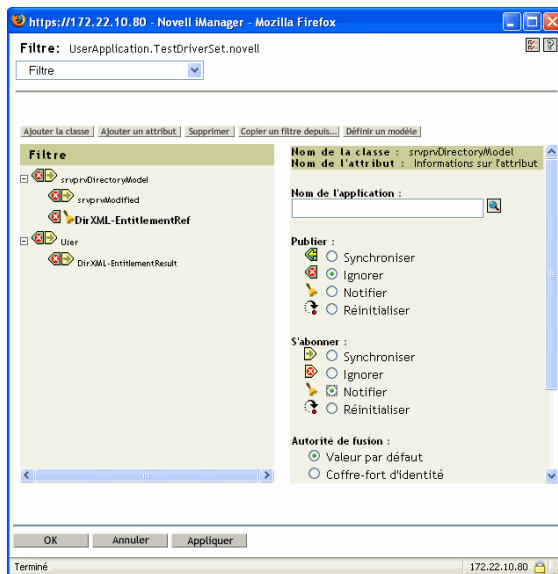 https://172.22.10.80 - Novell iManager - Mozilla Firefox
Filtre: UserApplication.TestDriverSet.novell
Filtre
Ajouter la classe Ajouter un attribut Supprimer Copier un filtre depuis... Définir un modèle
Filtre
srvprvDirectoryModel
srvprvModified
DirXML-EntitlementRef
User
DirXML-EntitlementResult
Nom de la classe : srvprvDirectoryModel
Nom de l'attribut : Informations sur l'attribut
Nom de l'application :
Publier :
Synchroniser
Ignorer
Notifier
Réinitialiser
S'abonner :
Synchroniser
Ignorer
Notifier
Réinitialiser
Autorité de fusion :
Valeur par défaut
Coffre-fort d'identité
OK Annuler Appliquer
Terminé 172.22.10.80